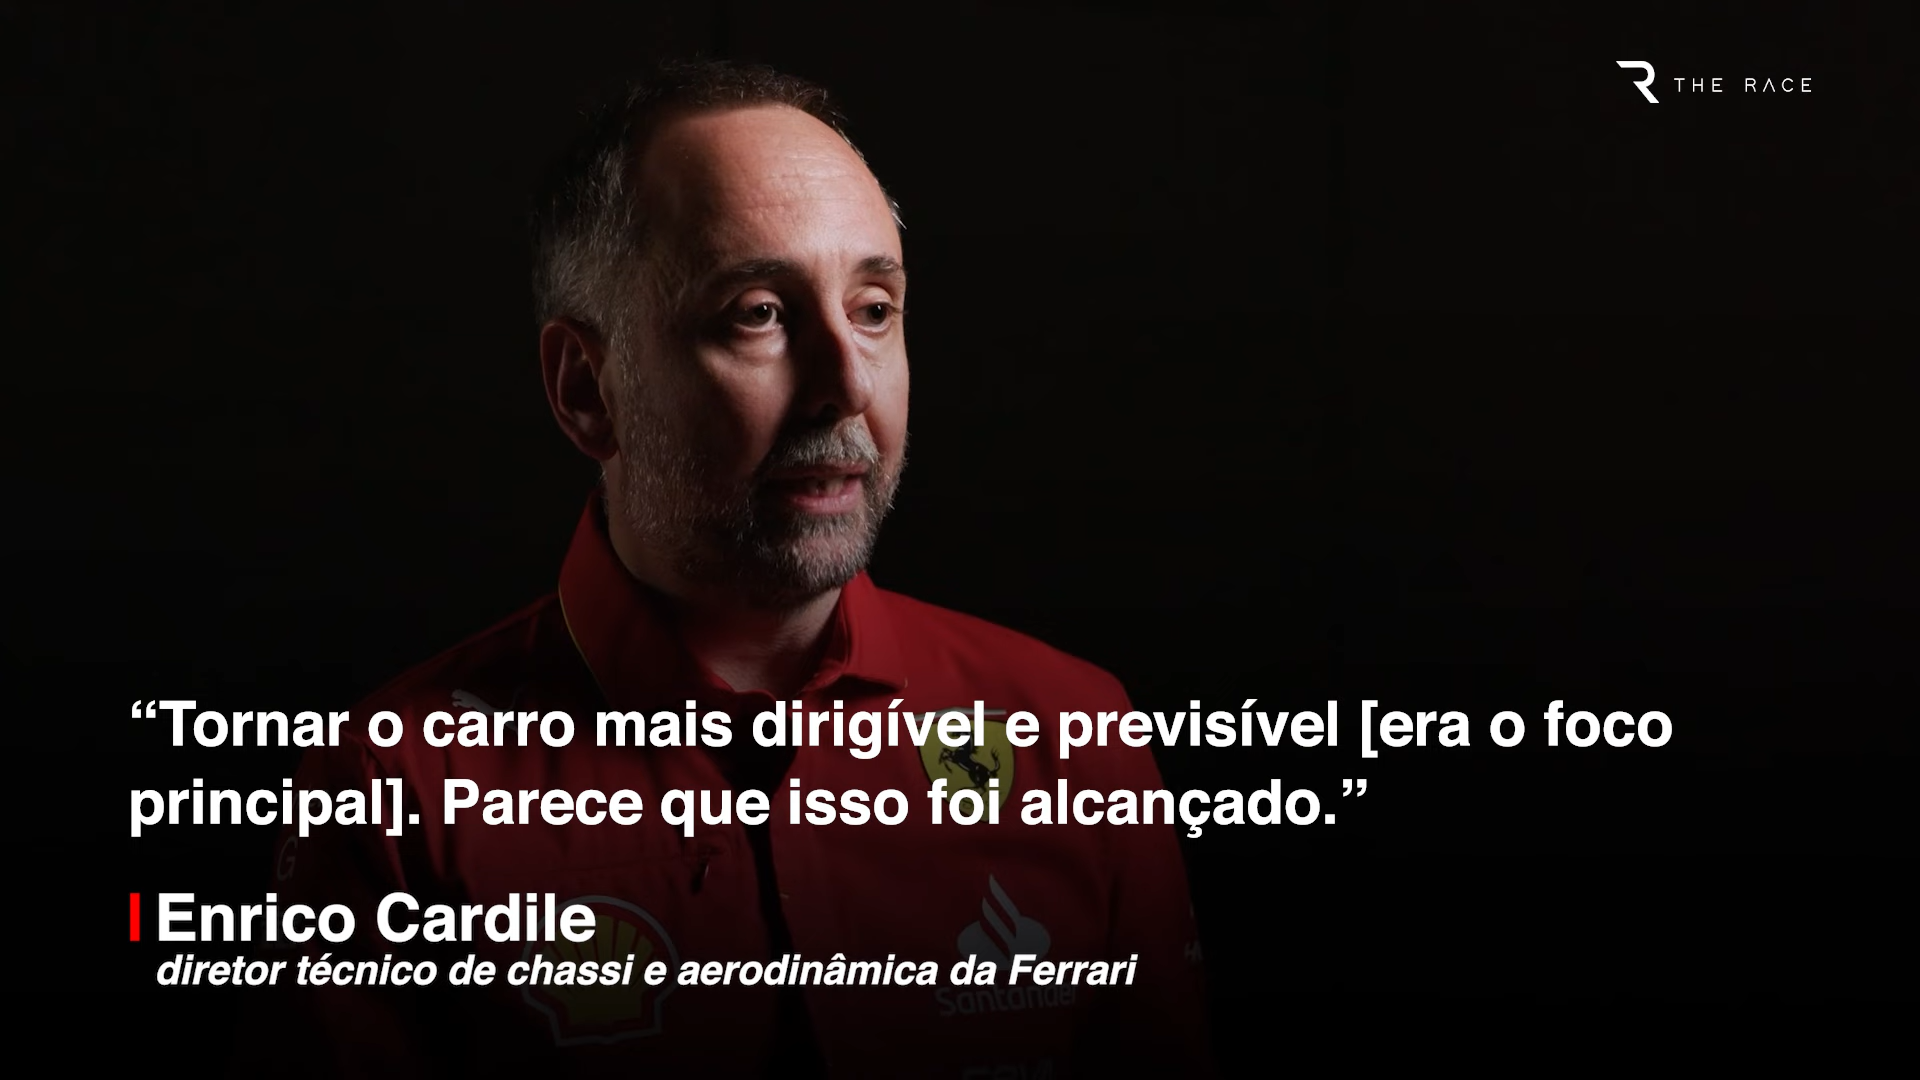 THE RACE
“Tornar o carro mais dirigível e previsível [era o foco
principal]. Parece que isso foi alcançado.”
Enrico Cardile
diretor técnico de chassi e aerodinâmica da Ferrari
Santander